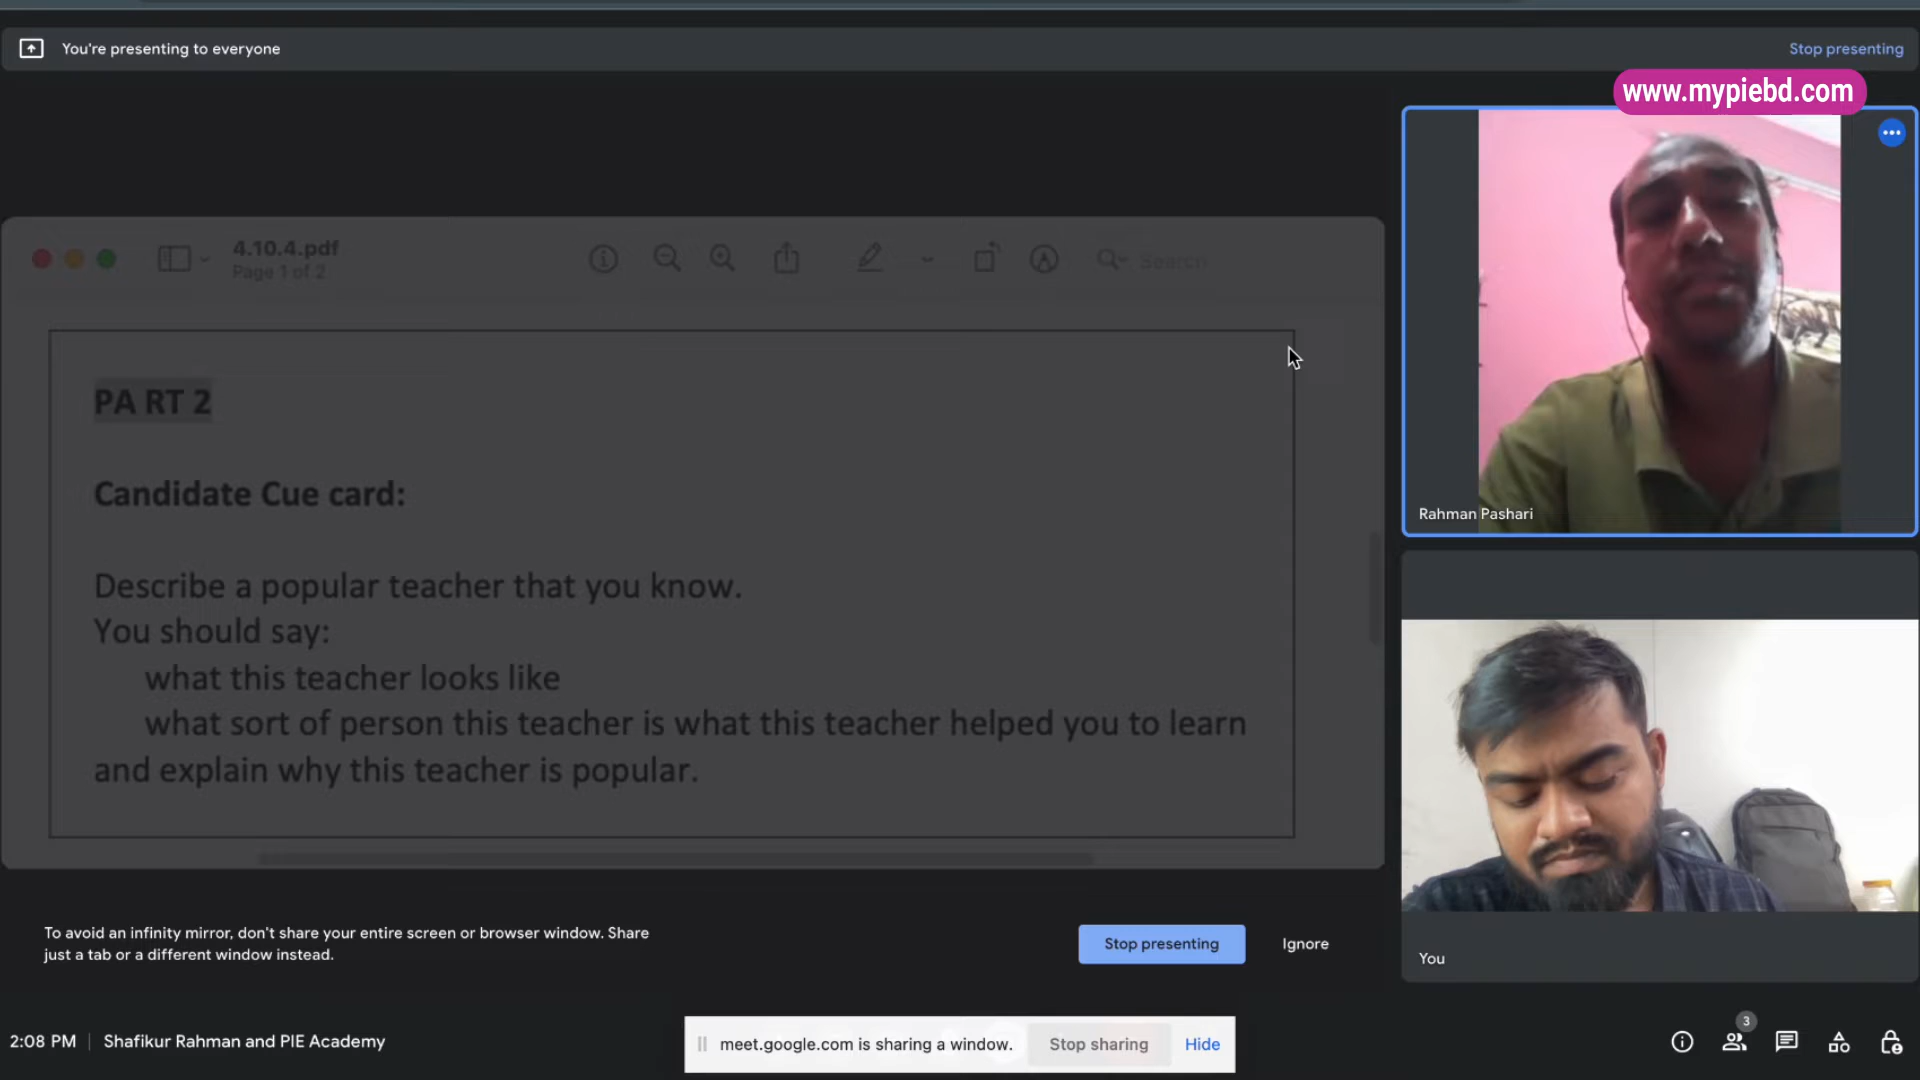 You're presenting to everyone
Stop presenting
www.mypiebd.com
4.10.4.pdf
Page 1 of 2
Search
PA RT 2
Candidate Cue card:
Describe a popular teacher that you know.
You should say:
what this teacher looks like
what sort of person this teacher is what this teacher helped you to learn
and explain why this teacher is popular.
Rahman Pashari
You
To avoid an infinity mirror, don't share your entire screen or browser window. Share
just a tab or a different window instead.
Stop presenting
Ignore
2:08 PM
Shafikur Rahman and PIE Academy
meet.google.com is sharing a window.
Stop sharing
Hide
3